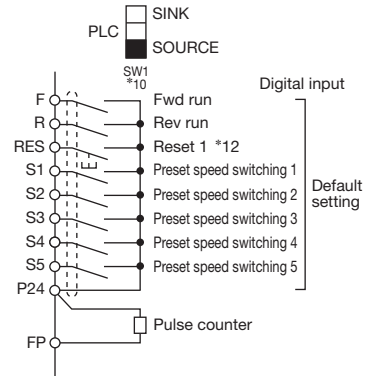 SINK
PLC
SOURCE
SW1
*10
Digital input
F Fwd run
R Rev run
RES Reset 1 *12
S1 Preset speed switching 1
S2 Preset speed switching 2
S3 Preset speed switching 3
S4 Preset speed switching 4
S5 Preset speed switching 5
Default
setting
P24
Pulse counter
FP